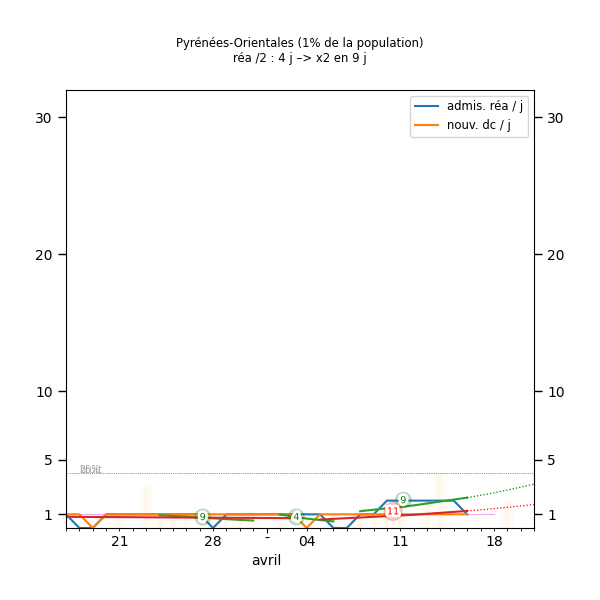 Pyrénées-Orientales (1% de la population)
réa /2 : 4 j –> x2 en 9 j
admis. réa / j
nouv. dc / j
30 30
20 20
10 10
5 5
1 1
9 4 11 9
21 28 - 04 11 18
avril